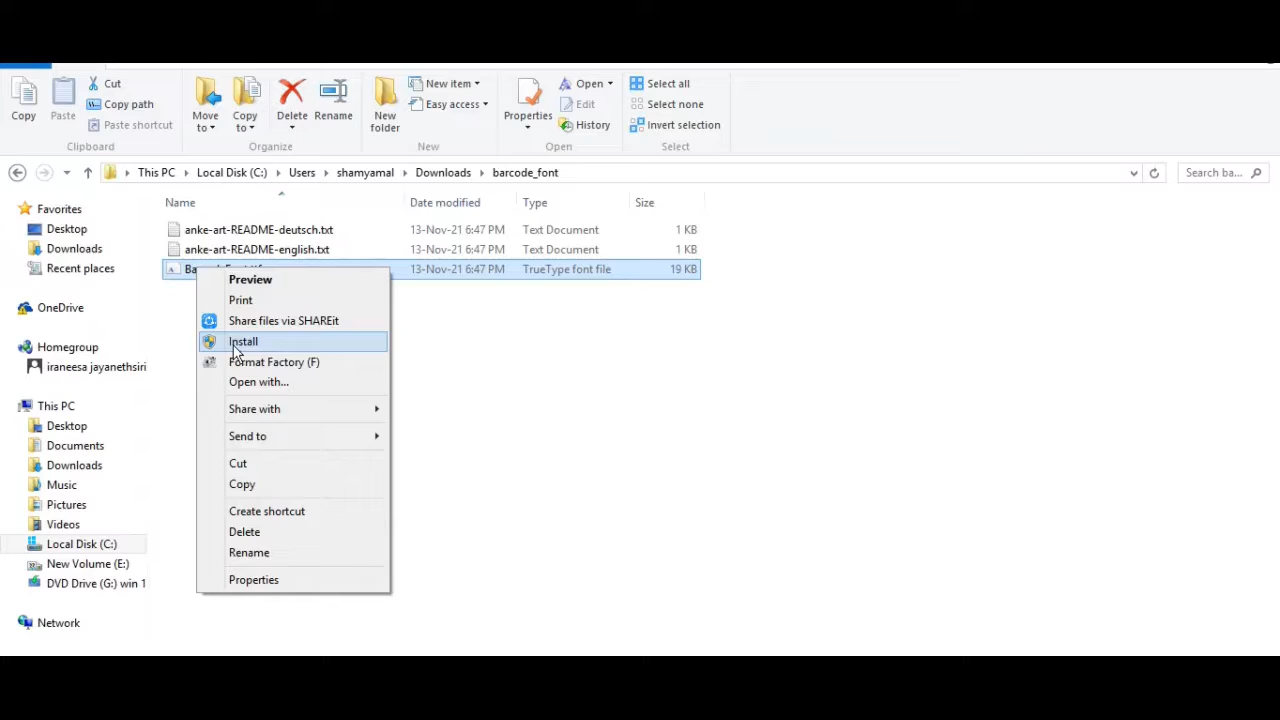 Copy
Paste
Cut
Copy path
Paste shortcut
Clipboard
Move to
Copy to
Delete
Rename
Organize
New folder
New item
Easy access
New
Properties
Open
Edit
History
Open
Select all
Select none
Invert selection
Select
This PC
Local Disk (C:)
Users
shamyamal
Downloads
barcode_font
Search ba...
Name
Date modified
Type
Size
anke-art-README-deutsch.txt 13-Nov-21 6:47 PM Text Document 1 KB
anke-art-README-english.txt 13-Nov-21 6:47 PM Text Document 1 KB
13-Nov-21 6:47 PM TrueType font file 19 KB
Favorites
Desktop
Downloads
Recent places
OneDrive
Homegroup
iraneesa jayanethsiri
This PC
Desktop
Documents
Downloads
Music
Pictures
Videos
Local Disk (C:)
New Volume (E:)
DVD Drive (G:) win 1
Network
Preview
Print
Share files via SHAREit
Install
Format Factory (F)
Open with...
Share with
Send to
Cut
Copy
Create shortcut
Delete
Rename
Properties